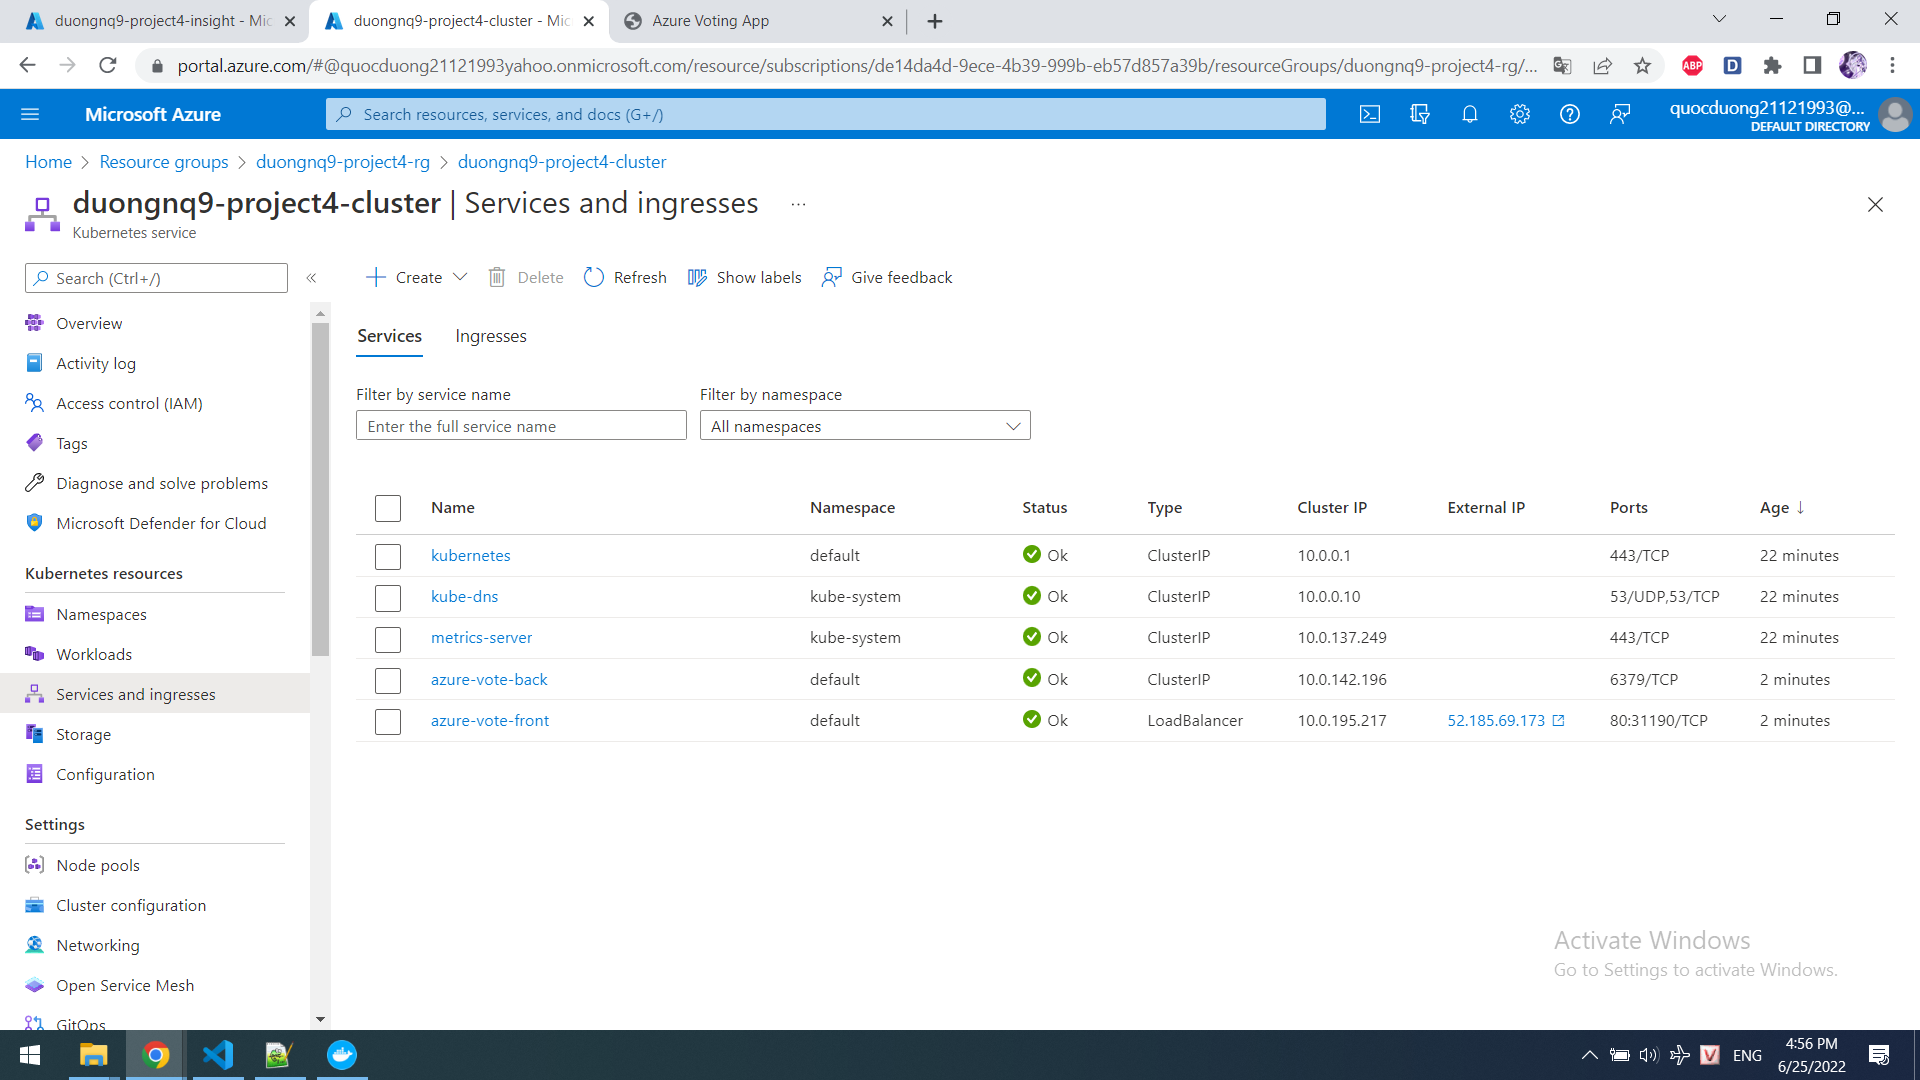 duongnq9-project4-insight - Mic
duongnq9-project4-cluster - Mic
Azure Voting App
portal.azure.com/#@quocduong21121993yahoo.onmicrosoft.com/resource/subscriptions/de14da4d-9ece-4b39-999b-eb57d857a39b/resourceGroups/duongnq9-project4-rg/...
ABP
D
Microsoft Azure
Search resources, services, and docs (G+/)
quocduong21121993@...
DEFAULT DIRECTORY
Home > Resource groups > duongnq9-project4-rg > duongnq9-project4-cluster
duongnq9-project4-cluster | Services and ingresses ...
Kubernetes service
Search (Ctrl+/)
«
Overview
Activity log
Access control (IAM)
Tags
Diagnose and solve problems
Microsoft Defender for Cloud
Kubernetes resources
Namespaces
Workloads
Services and ingresses
Storage
Configuration
Settings
Node pools
Cluster configuration
Networking
Open Service Mesh
GitOps
Create
Delete
Refresh
Show labels
Give feedback
Services Ingresses
Filter by service name Filter by namespace
Enter the full service name All namespaces
Name Namespace Status Type Cluster IP External IP Ports Age ↓
kubernetes default Ok ClusterIP 10.0.0.1 443/TCP 22 minutes
kube-dns kube-system Ok ClusterIP 10.0.0.10 53/UDP,53/TCP 22 minutes
metrics-server kube-system Ok ClusterIP 10.0.137.249 443/TCP 22 minutes
azure-vote-back default Ok ClusterIP 10.0.142.196 6379/TCP 2 minutes
azure-vote-front default Ok LoadBalancer 10.0.195.217 52.185.69.173 80:31190/TCP 2 minutes
Activate Windows
Go to Settings to activate Windows.
V
ENG
4:56 PM
6/25/2022